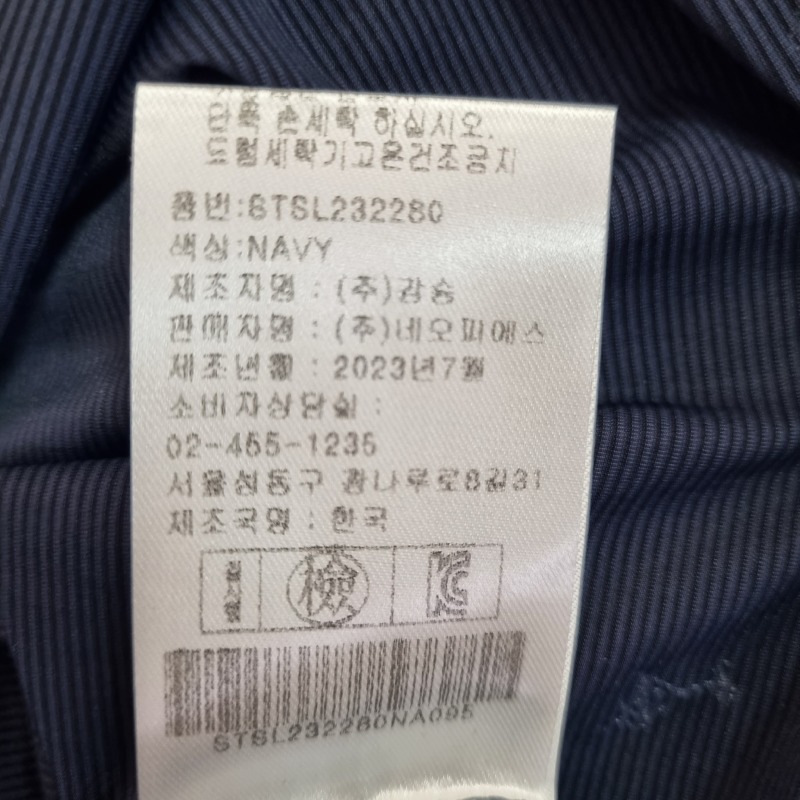 단독 손세탁 하십시오.
드럼세탁기고온건조금지
품번:STSL232280
색상:NAVY
제조자명 : (주)감송
판매자명 : (주)네오피에스
제조년월 : 2023년7월
소비자상담실 :
02-455-1235
서울성동구 광나루로8길31
제조국명 : 한국
檢
STSL232280NA095